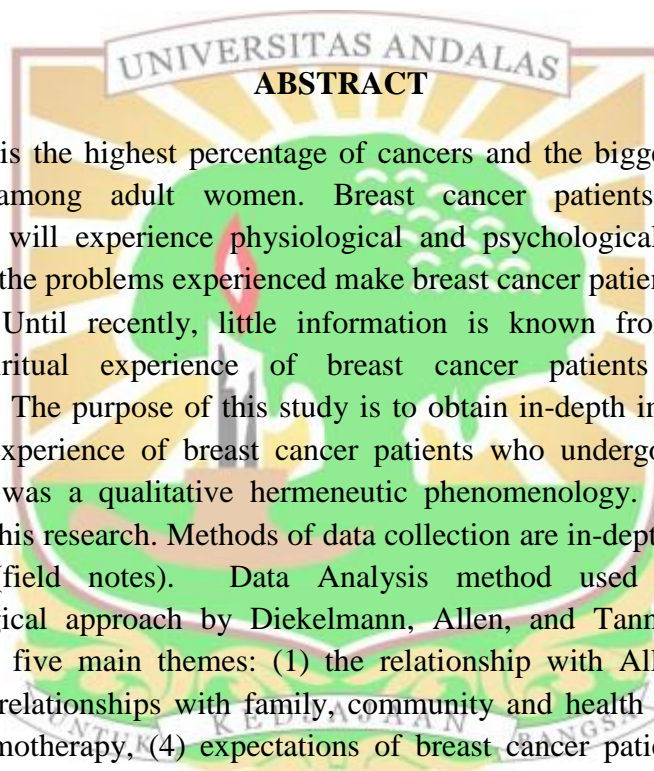 UNIVERSITAS ANDALAS
ABSTRACT
is the highest percentage of cancers and the bigge
among adult women. Breast cancer patients
will experience physiological and psychological
the problems experienced make breast cancer patien
Until recently, little information is known fro
ritual experience of breast cancer patients
The purpose of this study is to obtain in-depth in
xperience of breast cancer patients who undergo
was a qualitative hermeneutic phenomenology.
his research. Methods of data collection are in-dept
(field notes). Data Analysis method used
gical approach by Diekelmann, Allen, and Tann
five main themes: (1) the relationship with All
relationships with family, community and health
UNTUK KEDJAJAAN BANGSA
motherapy, (4) expectations of breast cancer patie